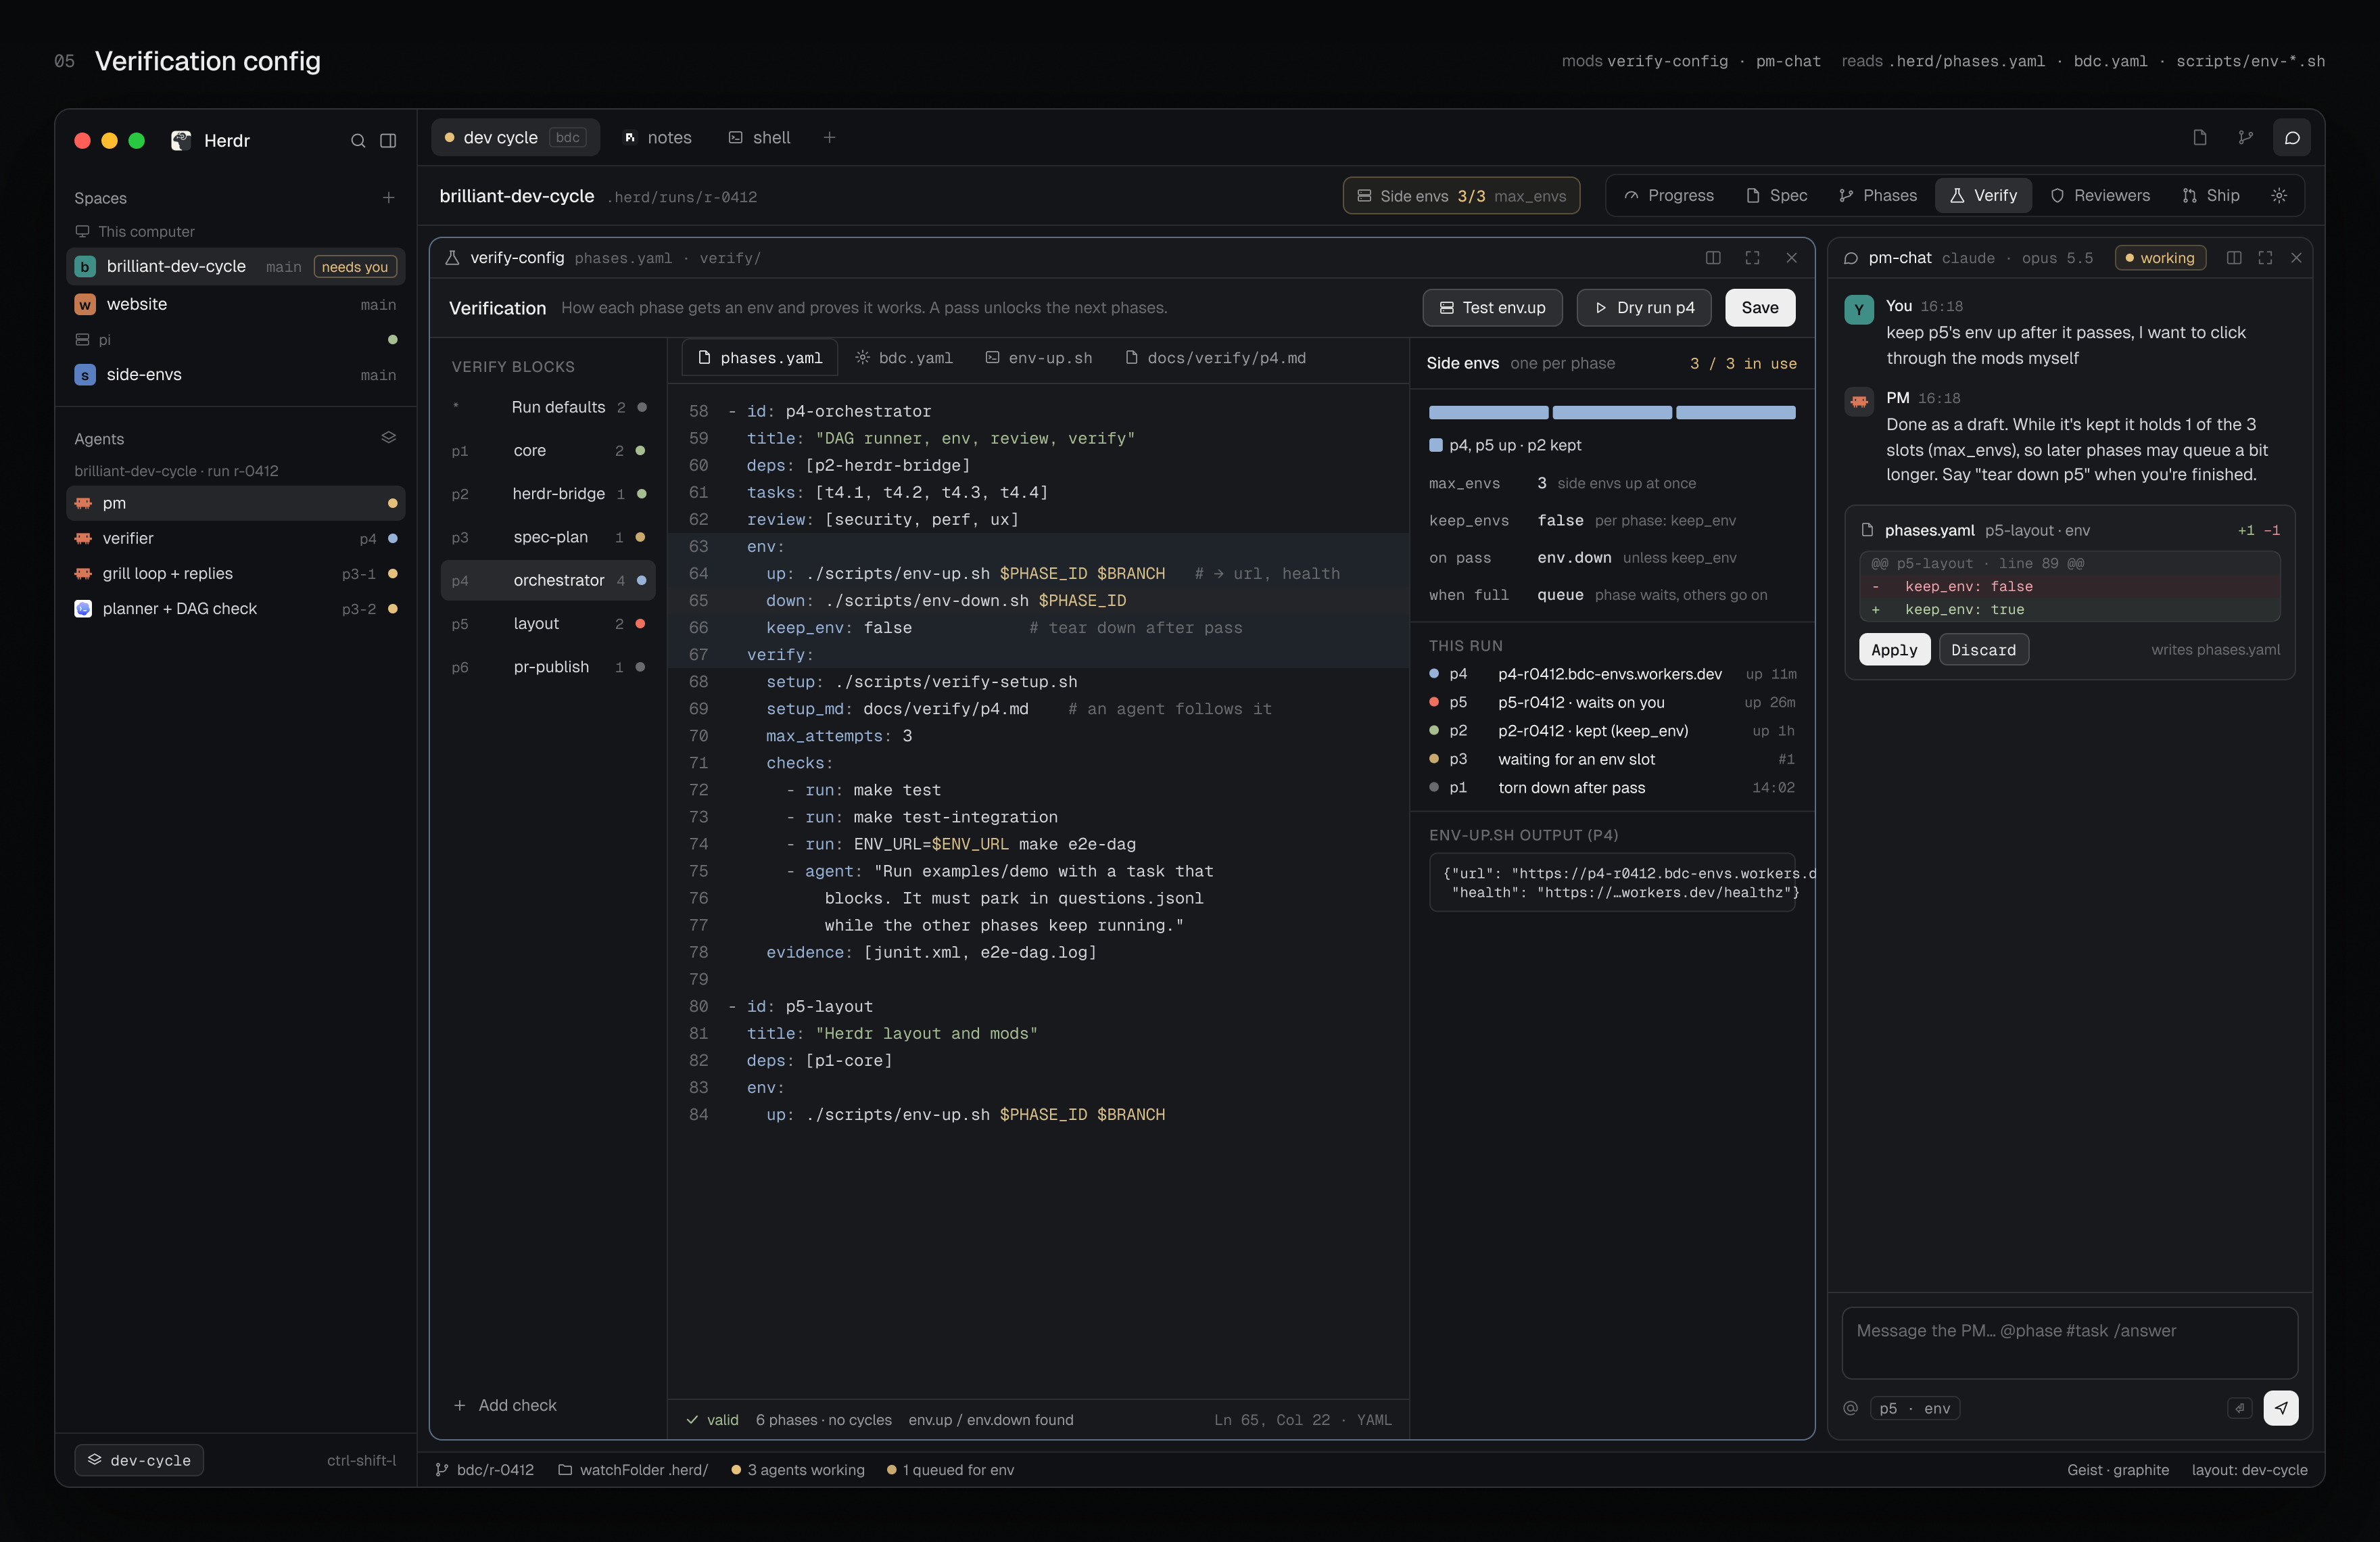 05 Verification config
mods verify-config · pm-chat reads .herd/phases.yaml · bdc.yaml · scripts/env-*.sh
Herdr
Spaces
This computer
b brilliant-dev-cycle main needs you
w website main
pi
s side-envs main
Agents
brilliant-dev-cycle · run r-0412
pm
verifier p4
grill loop + replies p3-1
planner + DAG check p3-2
dev-cycle ctrl-shift-l
dev cycle bdc notes shell
brilliant-dev-cycle .herd/runs/r-0412
Side envs 3/3 max_envs
Progress Spec Phases Verify Reviewers Ship
verify-config phases.yaml · verify/
Verification How each phase gets an env and proves it works. A pass unlocks the next phases.
Test env.up Dry run p4 Save
VERIFY BLOCKS
* Run defaults 2
p1 core 2
p2 herdr-bridge 1
p3 spec-plan 1
p4 orchestrator 4
p5 layout 2
p6 pr-publish 1
+ Add check
phases.yaml bdc.yaml env-up.sh docs/verify/p4.md
58 - id: p4-orchestrator
59 title: "DAG runner, env, review, verify"
60 deps: [p2-herdr-bridge]
61 tasks: [t4.1, t4.2, t4.3, t4.4]
62 review: [security, perf, ux]
63 env:
64 up: ./scripts/env-up.sh $PHASE_ID $BRANCH # → url, health
65 down: ./scripts/env-down.sh $PHASE_ID
66 keep_env: false # tear down after pass
67 verify:
68 setup: ./scripts/verify-setup.sh
69 setup_md: docs/verify/p4.md # an agent follows it
70 max_attempts: 3
71 checks:
72 - run: make test
73 - run: make test-integration
74 - run: ENV_URL=$ENV_URL make e2e-dag
75 - agent: "Run examples/demo with a task that
76 blocks. It must park in questions.jsonl
77 while the other phases keep running."
78 evidence: [junit.xml, e2e-dag.log]
79
80 - id: p5-layout
81 title: "Herdr layout and mods"
82 deps: [p1-core]
83 env:
84 up: ./scripts/env-up.sh $PHASE_ID $BRANCH
valid 6 phases · no cycles env.up / env.down found Ln 65, Col 22 · YAML
Side envs one per phase 3 / 3 in use
p4, p5 up · p2 kept
max_envs 3 side envs up at once
keep_envs false per phase: keep_env
on pass env.down unless keep_env
when full queue phase waits, others go on
THIS RUN
p4 p4-r0412.bdc-envs.workers.dev up 11m
p5 p5-r0412 · waits on you up 26m
p2 p2-r0412 · kept (keep_env) up 1h
p3 waiting for an env slot #1
p1 torn down after pass 14:02
ENV-UP.SH OUTPUT (P4)
{"url": "https://p4-r0412.bdc-envs.workers.d
"health": "https://…workers.dev/healthz"}
pm-chat claude · opus 5.5 working
Y You 16:18
keep p5's env up after it passes, I want to click
through the mods myself
PM 16:18
Done as a draft. While it's kept it holds 1 of the 3
slots (max_envs), so later phases may queue a bit
longer. Say "tear down p5" when you're finished.
phases.yaml p5-layout · env +1 −1
@@ p5-layout · line 89 @@
- keep_env: false
+ keep_env: true
Apply Discard writes phases.yaml
Message the PM… @phase #task /answer
@ p5 · env
bdc/r-0412 watchFolder .herd/ 3 agents working 1 queued for env
Geist · graphite layout: dev-cycle